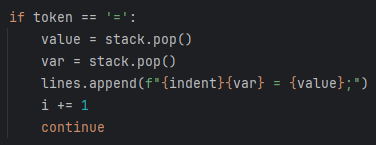 if token == '=':
    value = stack.pop()
    var = stack.pop()
    lines.append(f"{indent}{var} = {value};")
    i += 1
    continue